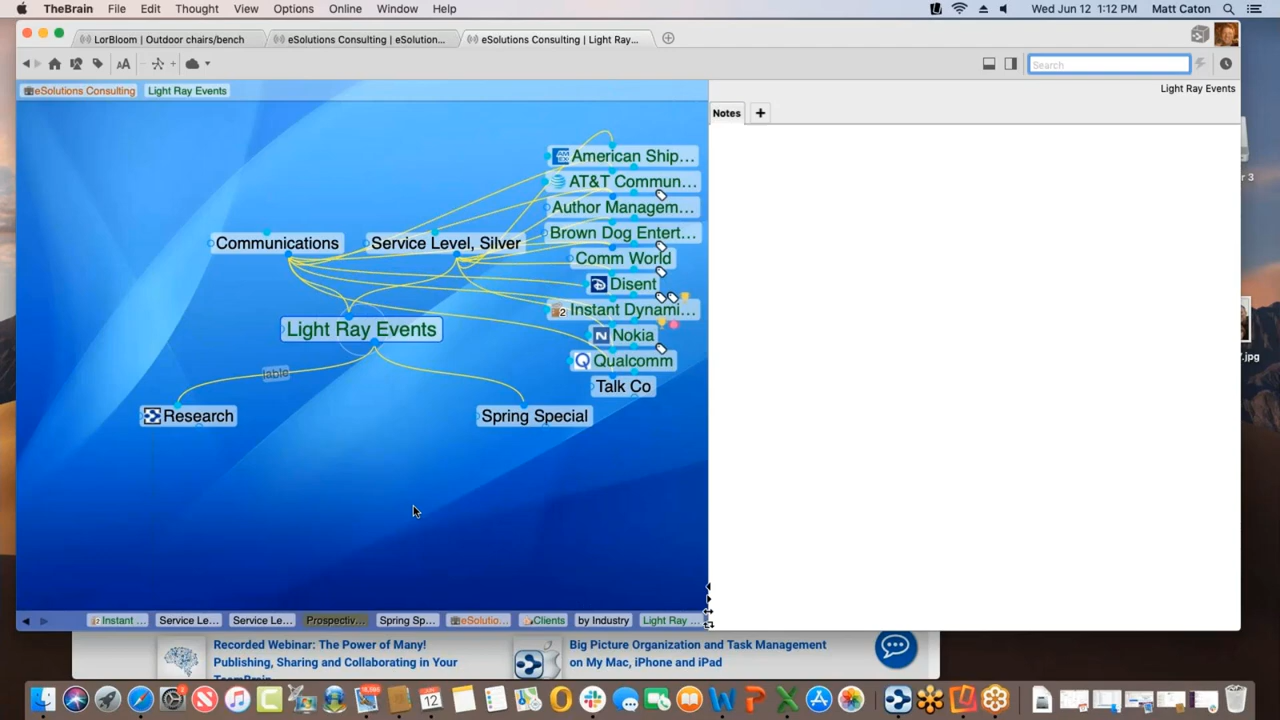 TheBrain File Edit Thought View Options Online Window Help Wed Jun 12 1:12 PM Matt Caton
LorBloom | Outdoor chairs/bench
eSolutions Consulting | eSolution...
eSolutions Consulting | Light Ray...
AA
Search
eSolutions Consulting
Light Ray Events
Light Ray Events
Notes
American Ship...
AT&T Commun...
Author Managem...
Brown Dog Entert...
Comm World
Disent
2 Instant Dynami...
N Nokia
Q Qualcomm
Talk Co
Communications
Service Level, Silver
Light Ray Events
Research
Spring Special
Instant ...
Service Le...
Service Le...
Prospectiv...
Spring Sp...
eSolutio...
Clients
by Industry
Light Ray ...
.jpg
Recorded Webinar: The Power of Many!
Publishing, Sharing and Collaborating in Your
TeamBrain
Big Picture Organization and Task Management
on My Mac, iPhone and iPad